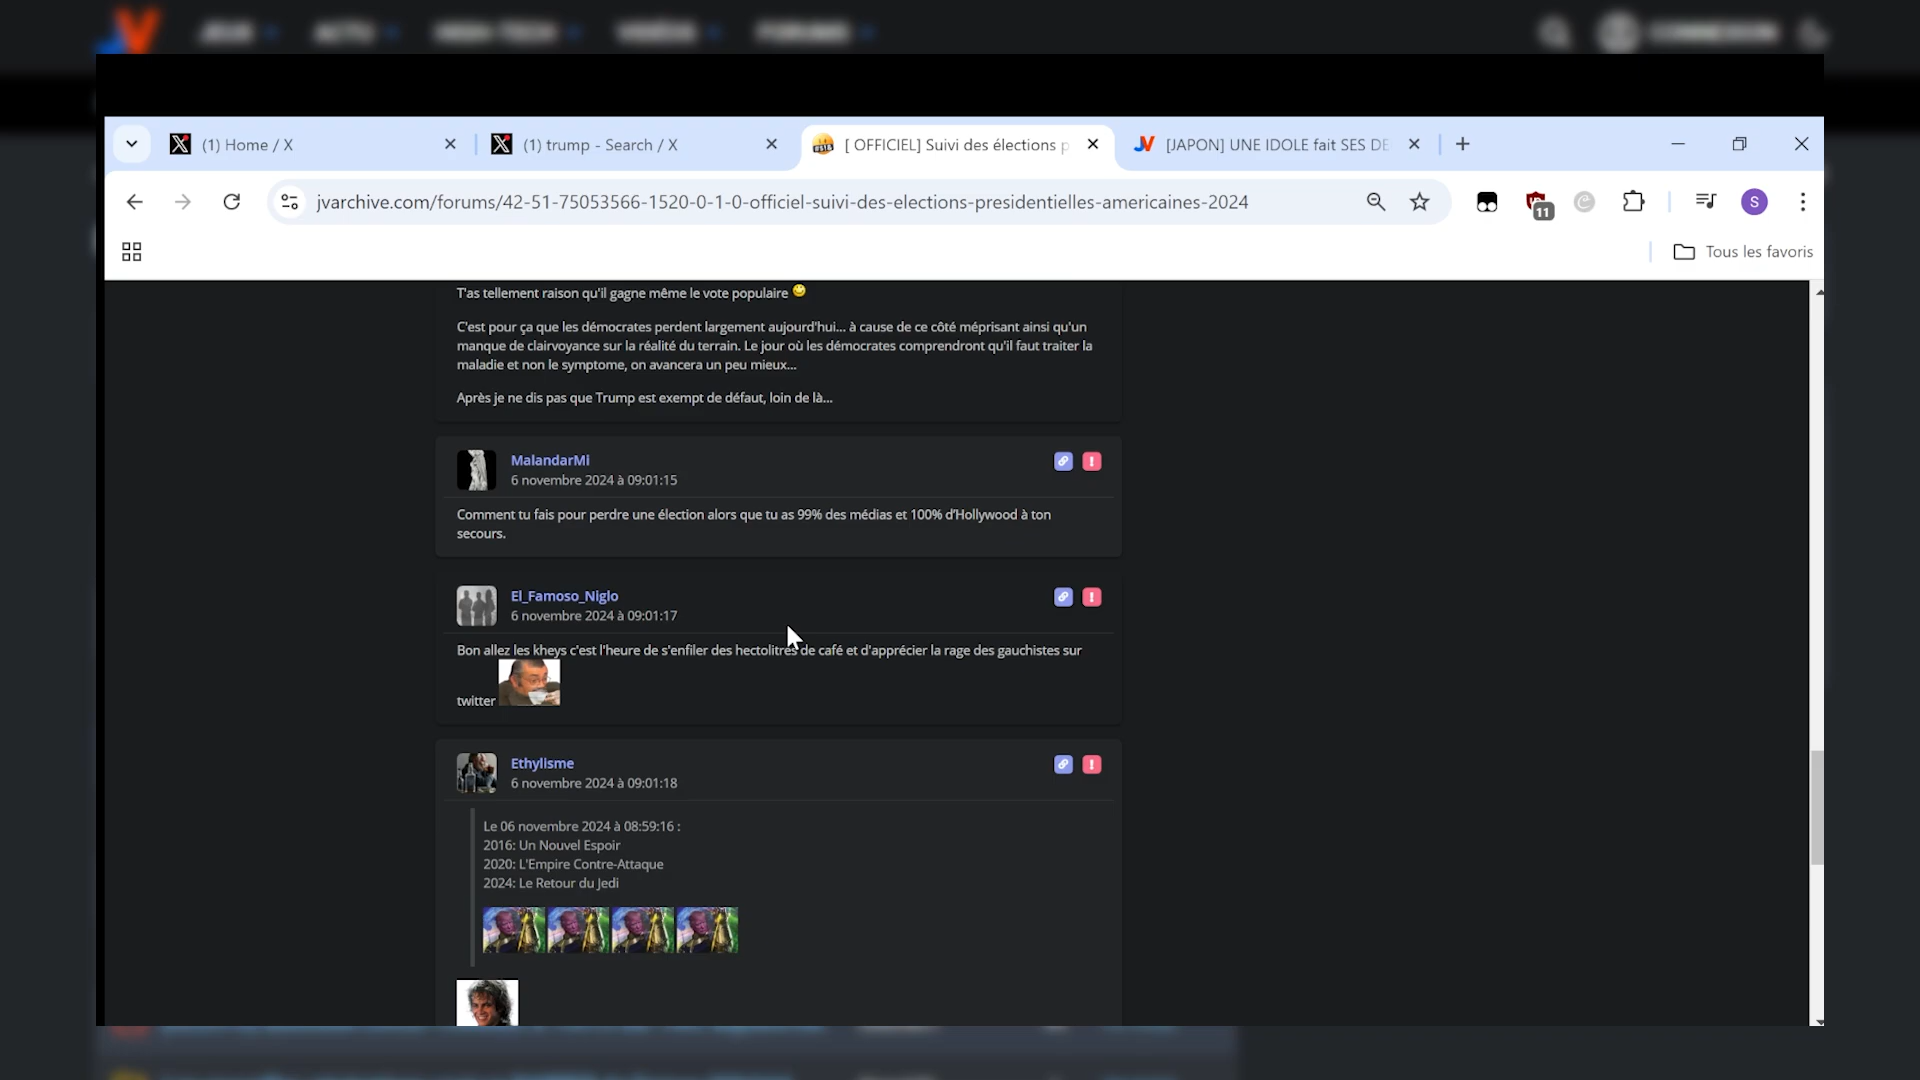 JEUX ACTU HIGH-TECH VIDÉOS FORUMS CONNEXION
(1) Home / X
(1) trump - Search / X
[ OFFICIEL] Suivi des élections p
[JAPON] UNE IDOLE fait SES DE
jvarchive.com/forums/42-51-75053566-1520-0-1-0-officiel-suivi-des-elections-presidentielles-americaines-2024
11
S
Tous les favoris
T'as tellement raison qu'il gagne même le vote populaire
C'est pour ça que les démocrates perdent largement aujourd'hui... à cause de ce côté méprisant ainsi qu'un
manque de clairvoyance sur la réalité du terrain. Le jour où les démocrates comprendront qu'il faut traiter la
maladie et non le symptome, on avancera un peu mieux...
Après je ne dis pas que Trump est exempt de défaut, loin de là...
MalandarMi
6 novembre 2024 à 09:01:15
Comment tu fais pour perdre une élection alors que tu as 99% des médias et 100% d'Hollywood à ton
secours.
El_Famoso_Niglo
6 novembre 2024 à 09:01:17
Bon allez les kheys c'est l'heure de s'enfiler des hectolitres de café et d'apprécier la rage des gauchistes sur
twitter
Ethylisme
6 novembre 2024 à 09:01:18
Le 06 novembre 2024 à 08:59:16 :
2016: Un Nouvel Espoir
2020: L'Empire Contre-Attaque
2024: Le Retour du Jedi